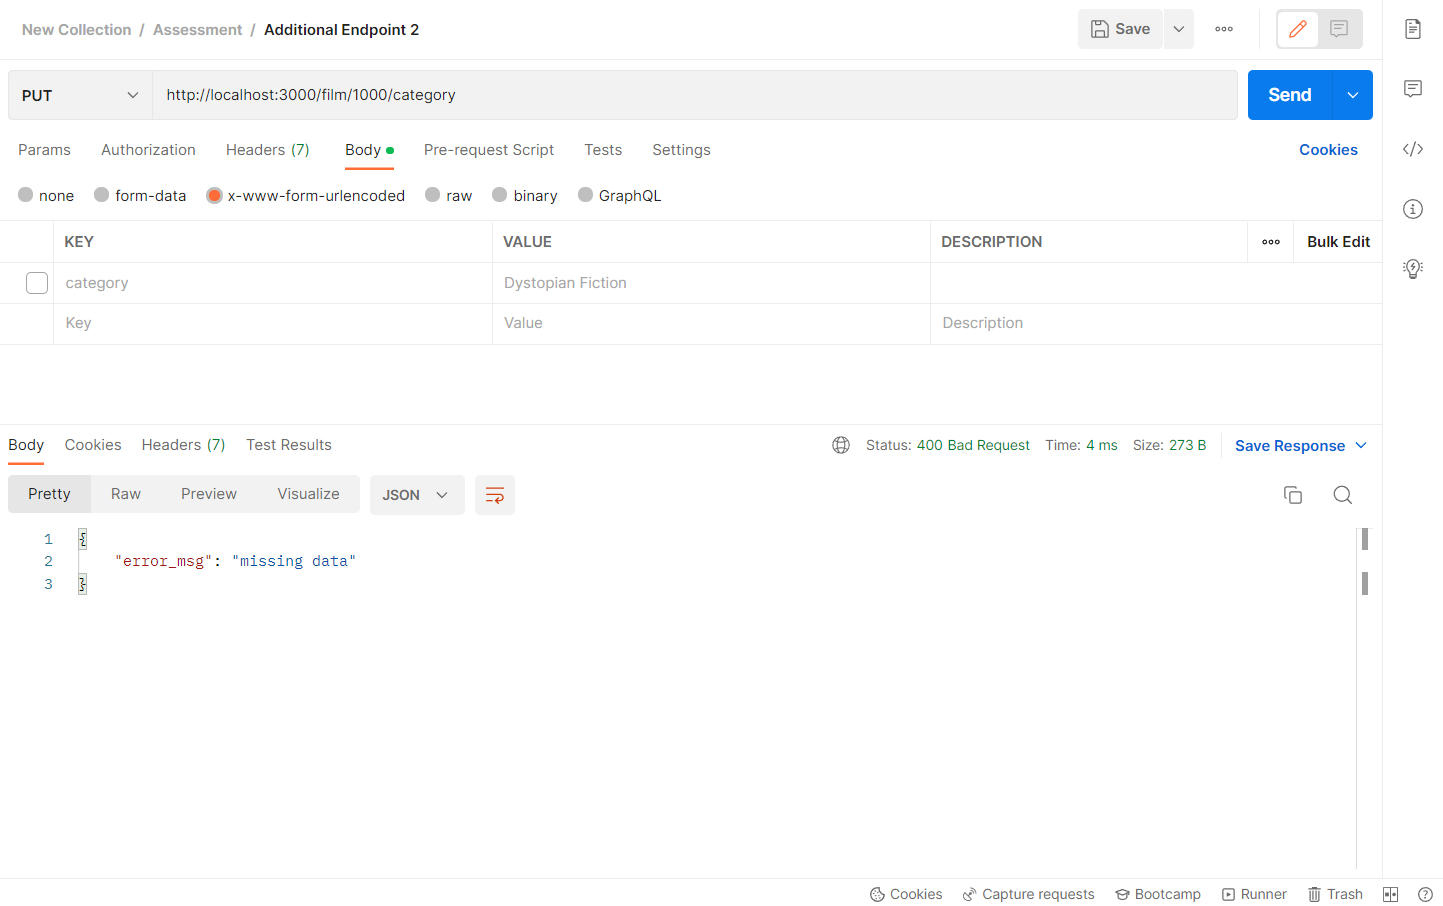 New Collection / Assessment / Additional Endpoint 2
Save
PUT
http://localhost:3000/film/1000/category
Send
Params Authorization Headers (7) Body Pre-request Script Tests Settings Cookies
none form-data x-www-form-urlencoded raw binary GraphQL
KEY VALUE DESCRIPTION Bulk Edit
category Dystopian Fiction
Key Value Description
Body Cookies Headers (7) Test Results Status: 400 Bad Request Time: 4 ms Size: 273 B Save Response
Pretty Raw Preview Visualize JSON
1 {
2 "error_msg": "missing data"
3 }
Cookies Capture requests Bootcamp Runner Trash